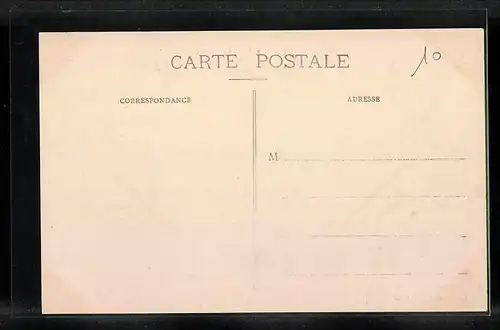 CARTE POSTALE
10
CORRESPONDANCE
ADRESSE
M